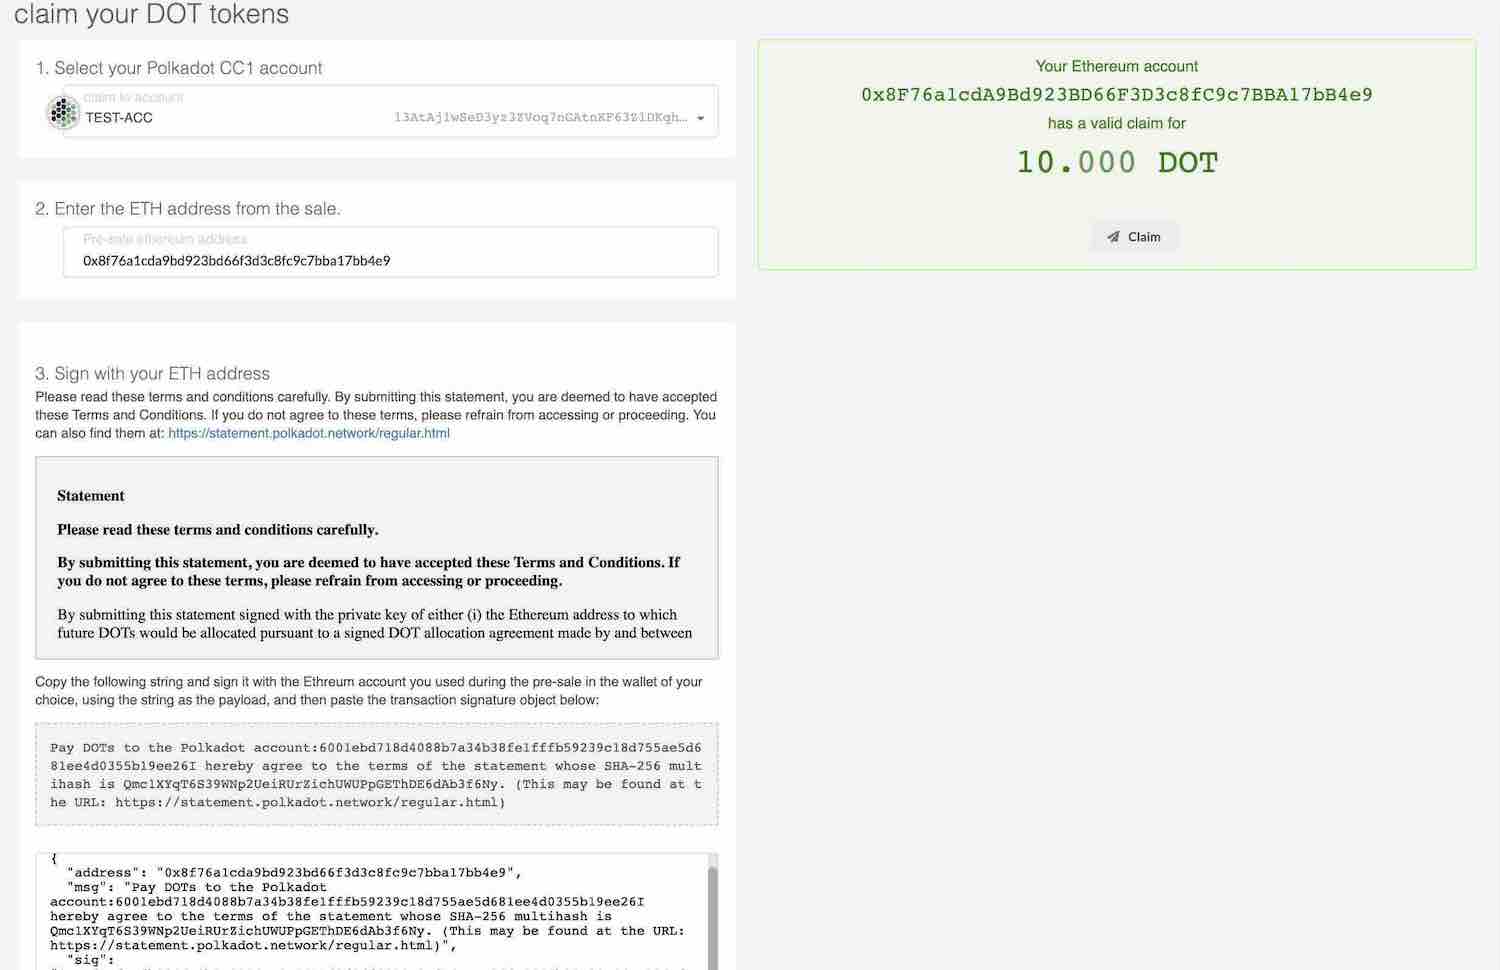 claim your DOT tokens
1. Select your Polkadot CC1 account
claim to account
TEST-ACC
13AtAj1wSeD3yz3ZVoq7nGAtnKF63Z1DKgh...
2. Enter the ETH address from the sale.
Pre-sale ethereum address
0x8f76a1cda9bd923bd66f3d3c8fc9c7bba17bb4e9
3. Sign with your ETH address
Please read these terms and conditions carefully. By submitting this statement, you are deemed to have accepted
these Terms and Conditions. If you do not agree to these terms, please refrain from accessing or proceeding. You
can also find them at: https://statement.polkadot.network/regular.html
Statement
Please read these terms and conditions carefully.
By submitting this statement, you are deemed to have accepted these Terms and Conditions. If
you do not agree to these terms, please refrain from accessing or proceeding.
By submitting this statement signed with the private key of either (i) the Ethereum address to which
future DOTs would be allocated pursuant to a signed DOT allocation agreement made by and between
Copy the following string and sign it with the Ethreum account you used during the pre-sale in the wallet of your
choice, using the string as the payload, and then paste the transaction signature object below:
Pay DOTs to the Polkadot account:6001ebd718d4088b7a34b38fe1fffb59239c18d755ae5d6
81ee4d0355b19ee26I hereby agree to the terms of the statement whose SHA-256 mult
ihash is Qmc1XYqT6S39WNp2UeiRUrZichUWUPpGEThDE6dAb3f6Ny. (This may be found at t
he URL: https://statement.polkadot.network/regular.html)
{
"address": "0x8f76a1cda9bd923bd66f3d3c8fc9c7bba17bb4e9",
"msg": "Pay DOTs to the Polkadot
account:6001ebd718d4088b7a34b38fe1fffb59239c18d755ae5d681ee4d0355b19ee26I
hereby agree to the terms of the statement whose SHA-256 multihash is
Qmc1XYqT6S39WNp2UeiRUrZichUWUPpGEThDE6dAb3f6Ny. (This may be found at the URL:
https://statement.polkadot.network/regular.html)",
"sig":
Your Ethereum account
0x8F76a1cdA9Bd923BD66F3D3c8fC9c7BBA17bB4e9
has a valid claim for
10.000 DOT
Claim